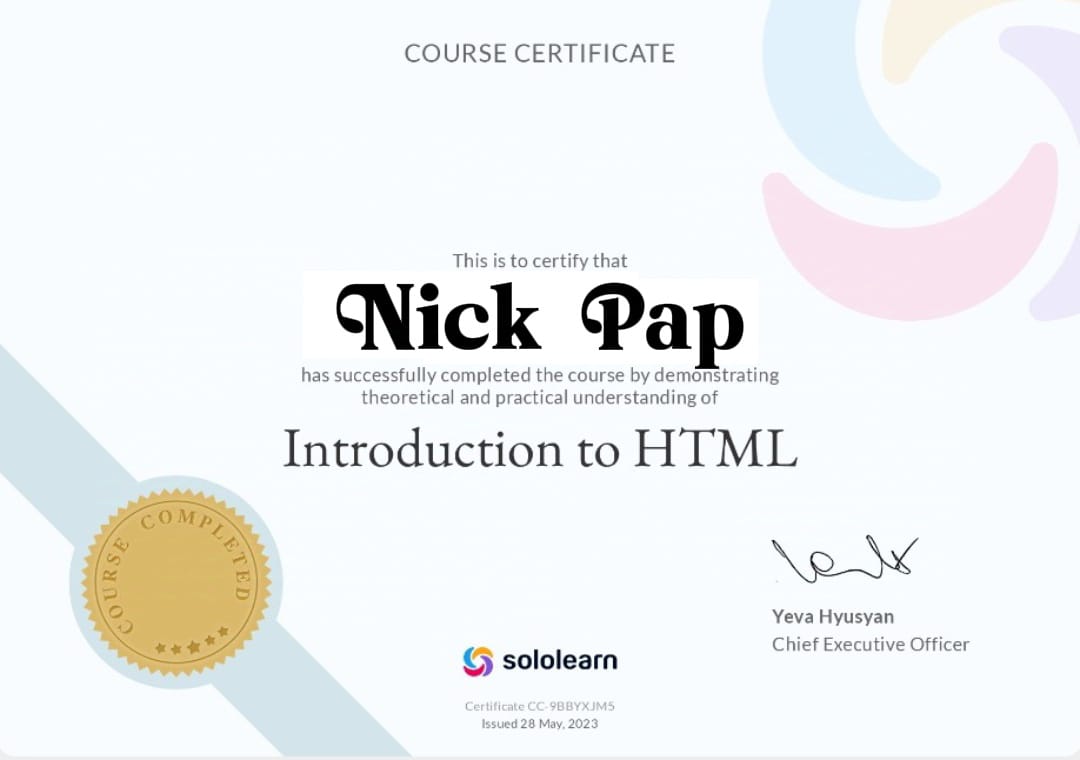 COURSE CERTIFICATE
This is to certify that
Nick Pap
has successfully completed the course by demonstrating
theoretical and practical understanding of
Introduction to HTML
COURSE COMPLETED
Yeva Hyusyan
Chief Executive Officer
sololearn
Certificate CC-9BBYXJM5
Issued 28 May, 2023